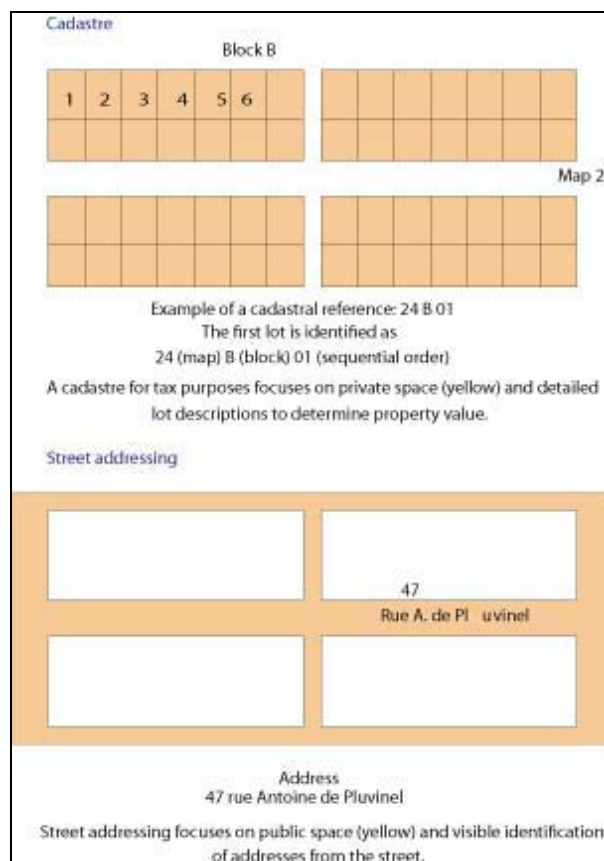 Cadastre
Block B
1 2 3 4 5 6
Map 2
Example of a cadastral reference: 24 B 01
The first lot is identified as
24 (map) B (block) 01 (sequential order)
A cadastre for tax purposes focuses on private space (yellow) and detailed
lot descriptions to determine property value.
Street addressing
47
Rue A. de Pl uvinel
Address
47 rue Antoine de Pluvinel
Street addressing focuses on public space (yellow) and visible identification
of addresses from the street.